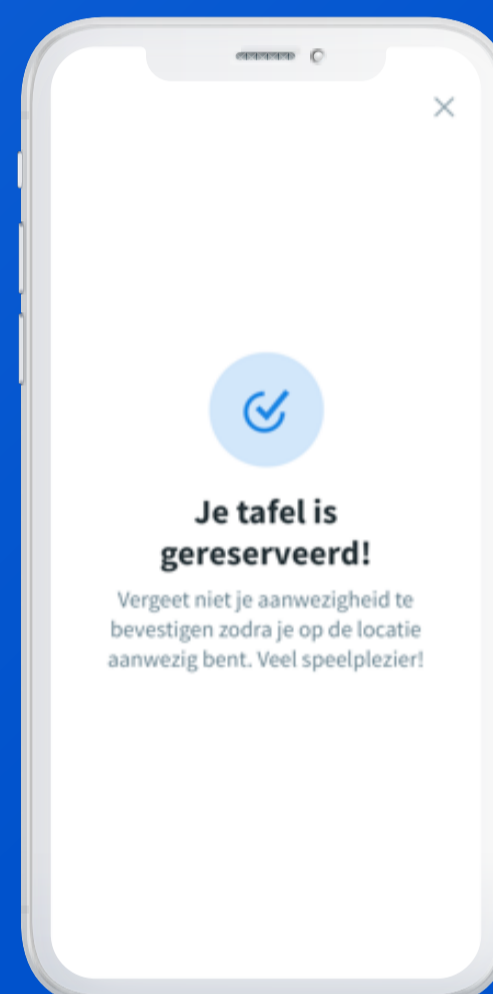 Je tafel is
gereserveerd!
Vergeet niet je aanwezigheid te
bevestigen zodra je op de locatie
aanwezig bent. Veel speelplezier!